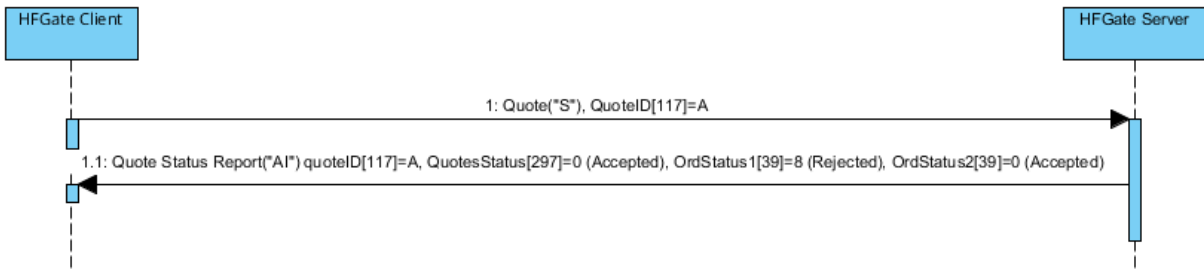 HFGate Client
HFGate Server
1: Quote("S"), QuoteID[117]=A
1.1: Quote Status Report("AI") quoteID[117]=A, QuotesStatus[297]=0 (Accepted), OrdStatus1[39]=8 (Rejected), OrdStatus2[39]=0 (Accepted)